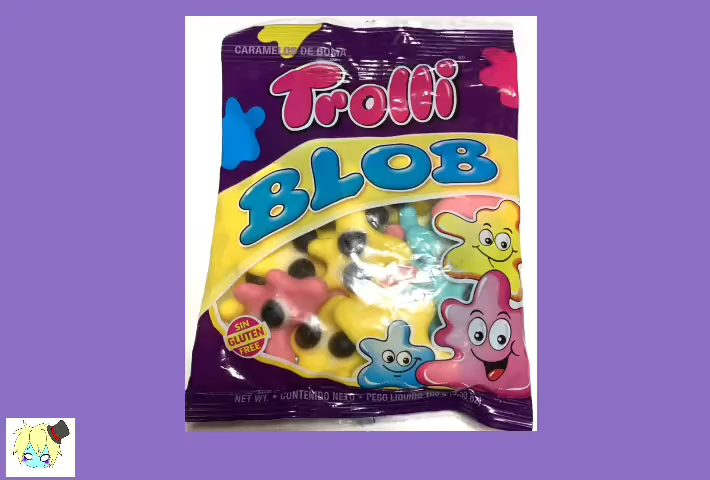 CARAMELOS DE GOMA
Trolli
BLOB
SIN
GLUTEN
FREE
NET WT. • CONTENIDO NETO • PESO LIQUIDO